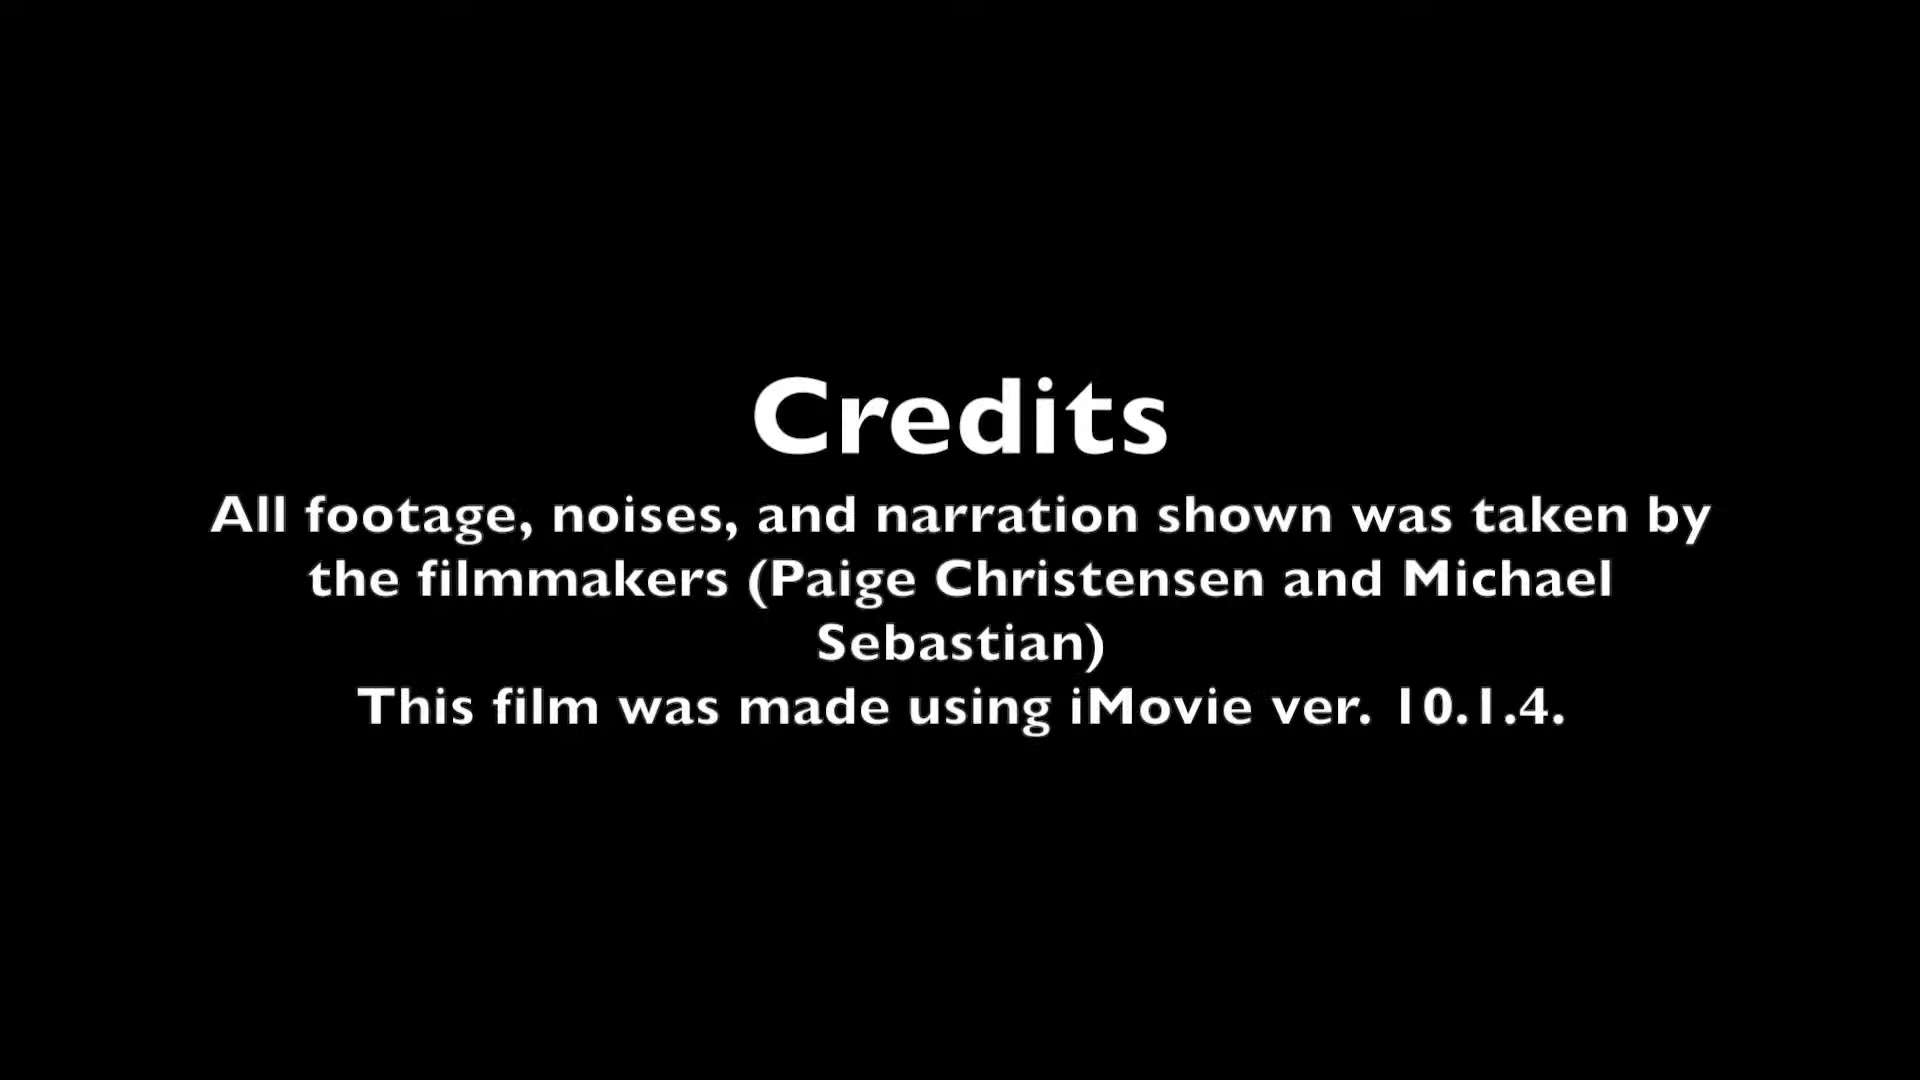 Credits
All footage, noises, and narration shown was taken by
the filmmakers (Paige Christensen and Michael
Sebastian)
This film was made using iMovie ver. 10.1.4.